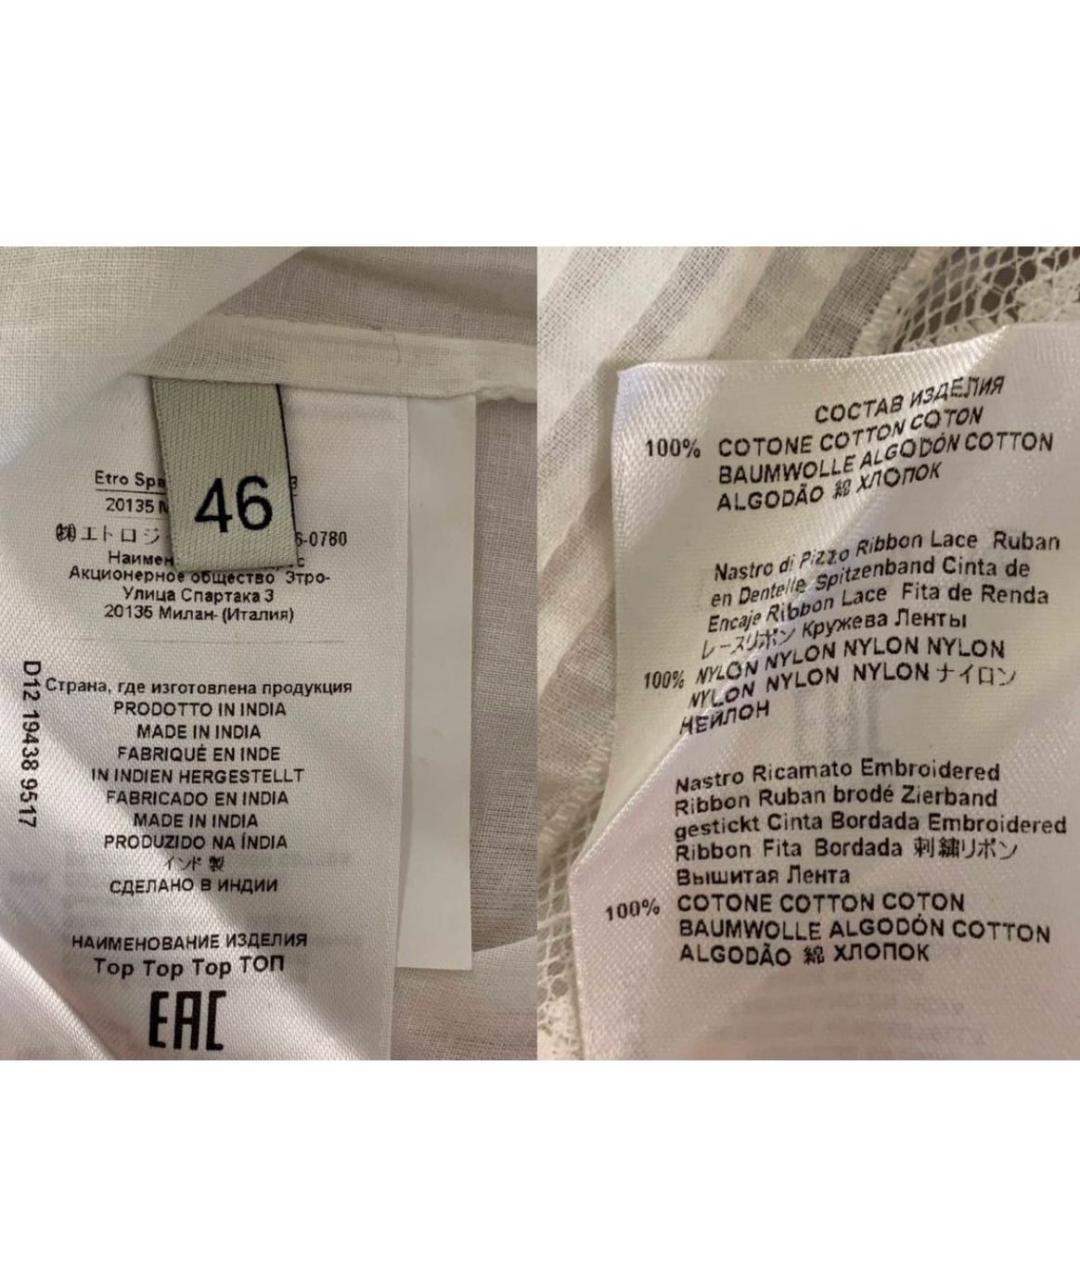 46
Etro Spa
20135
㈱エトロジ
6-0780
Акционерное общество Этро-
Улица Спартака 3
20135 Милан- (Италия)
D12 19438 9517
Страна, где изготовлена продукция
PRODOTTO IN INDIA
MADE IN INDIA
FABRIQUÉ EN INDE
IN INDIEN HERGESTELLT
FABRICADO EN INDIA
MADE IN INDIA
PRODUZIDO NA ÍNDIA
インド 製
СДЕЛАНО В ИНДИИ
НАИМЕНОВАНИЕ ИЗДЕЛИЯ
Top Top Top ТОП
EAC
СОСТАВ ИЗДЕЛИЯ
100% COTONE COTTON COTON
BAUMWOLLE ALGODÓN COTTON
ALGODÃO 綿 ХЛОПОК
Nastro di Pizzo Ribbon Lace Ruban
en Dentelle Spitzenband Cinta de
Encaje Ribbon Lace Fita de Renda
レースリボン Кружева Ленты
100% NYLON NYLON NYLON NYLON
NYLON NYLON NYLON ナイロン
НЕЙЛОН
Nastro Ricamato Embroidered
Ribbon Ruban brodé Zierband
gestickt Cinta Bordada Embroidered
Ribbon Fita Bordada 刺繍リボン
Вышитая Лента
100% COTONE COTTON COTON
BAUMWOLLE ALGODÓN COTTON
ALGODÃO 綿 ХЛОПОК